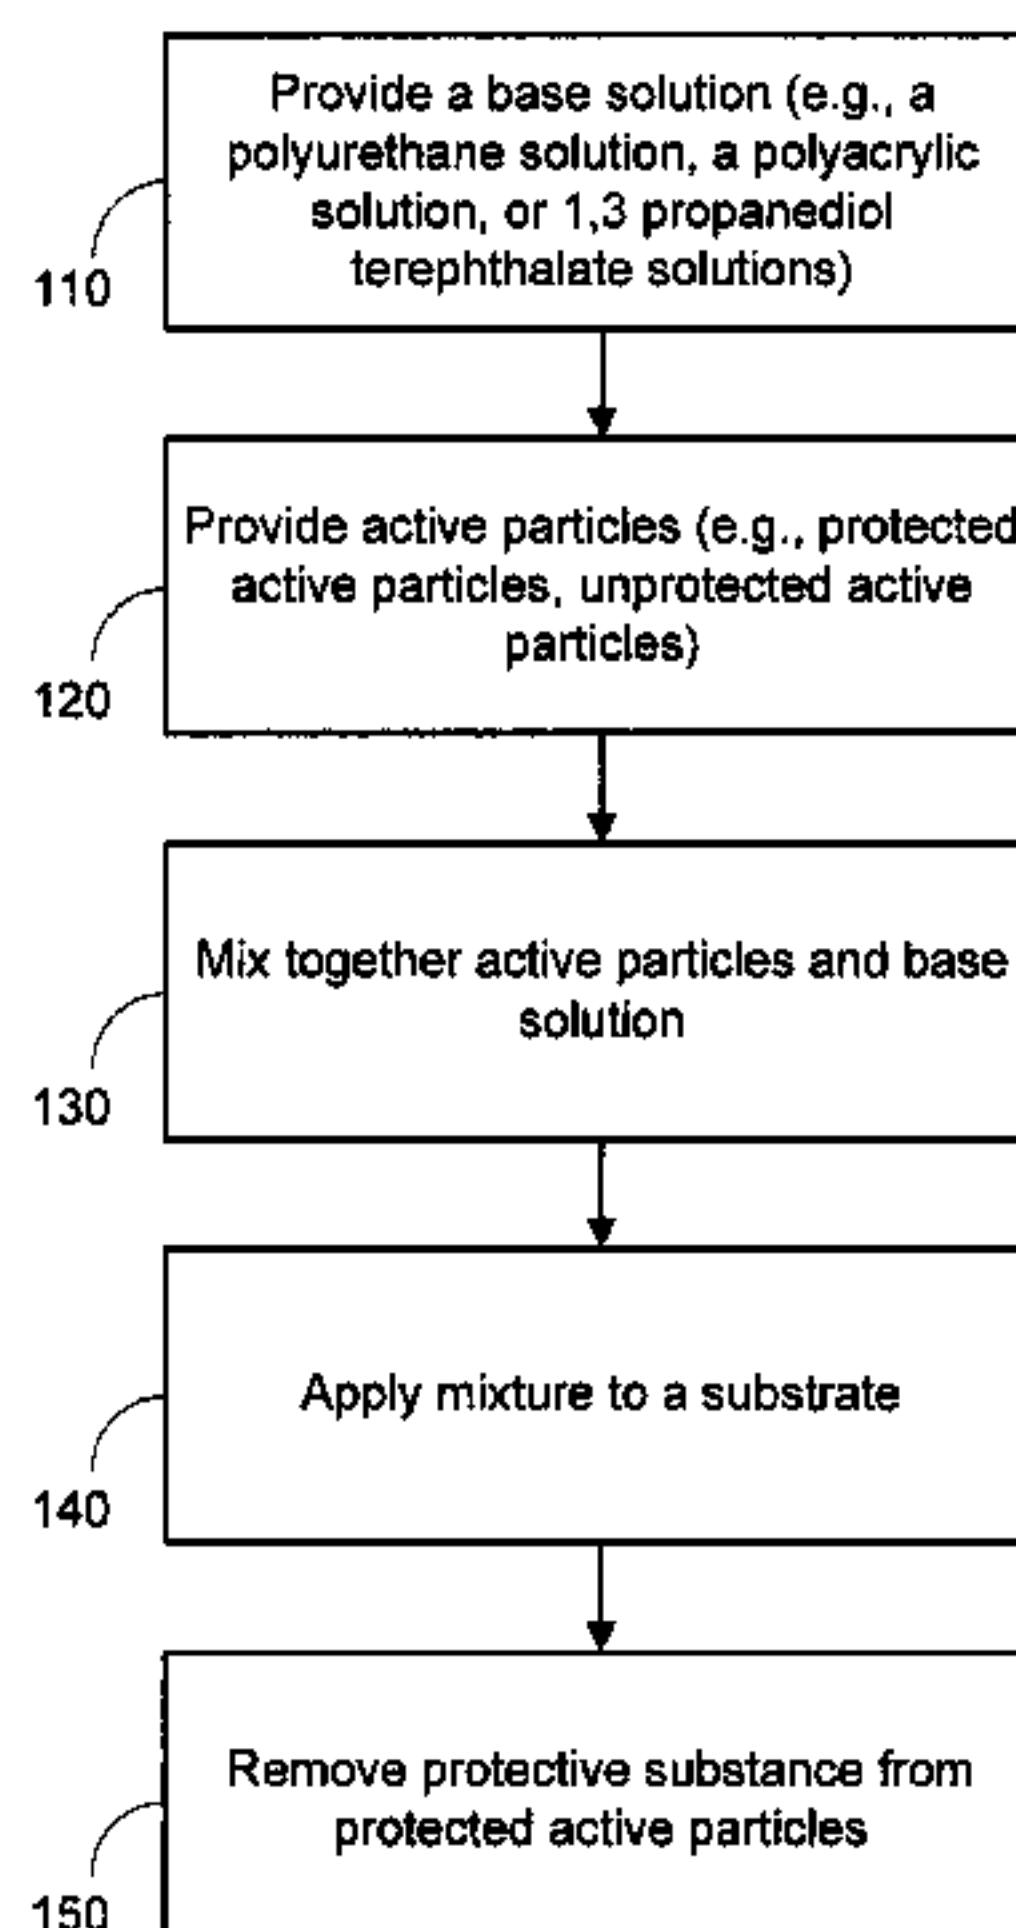 Provide a base solution (e.g., a
polyurethane solution, a polyacrylic
solution, or 1,3 propanediol
terephthalate solutions)
110
Provide active particles (e.g., protected
active particles, unprotected active
particles)
120
Mix together active particles and base
solution
130
Apply mixture to a substrate
140
Remove protective substance from
protected active particles
150